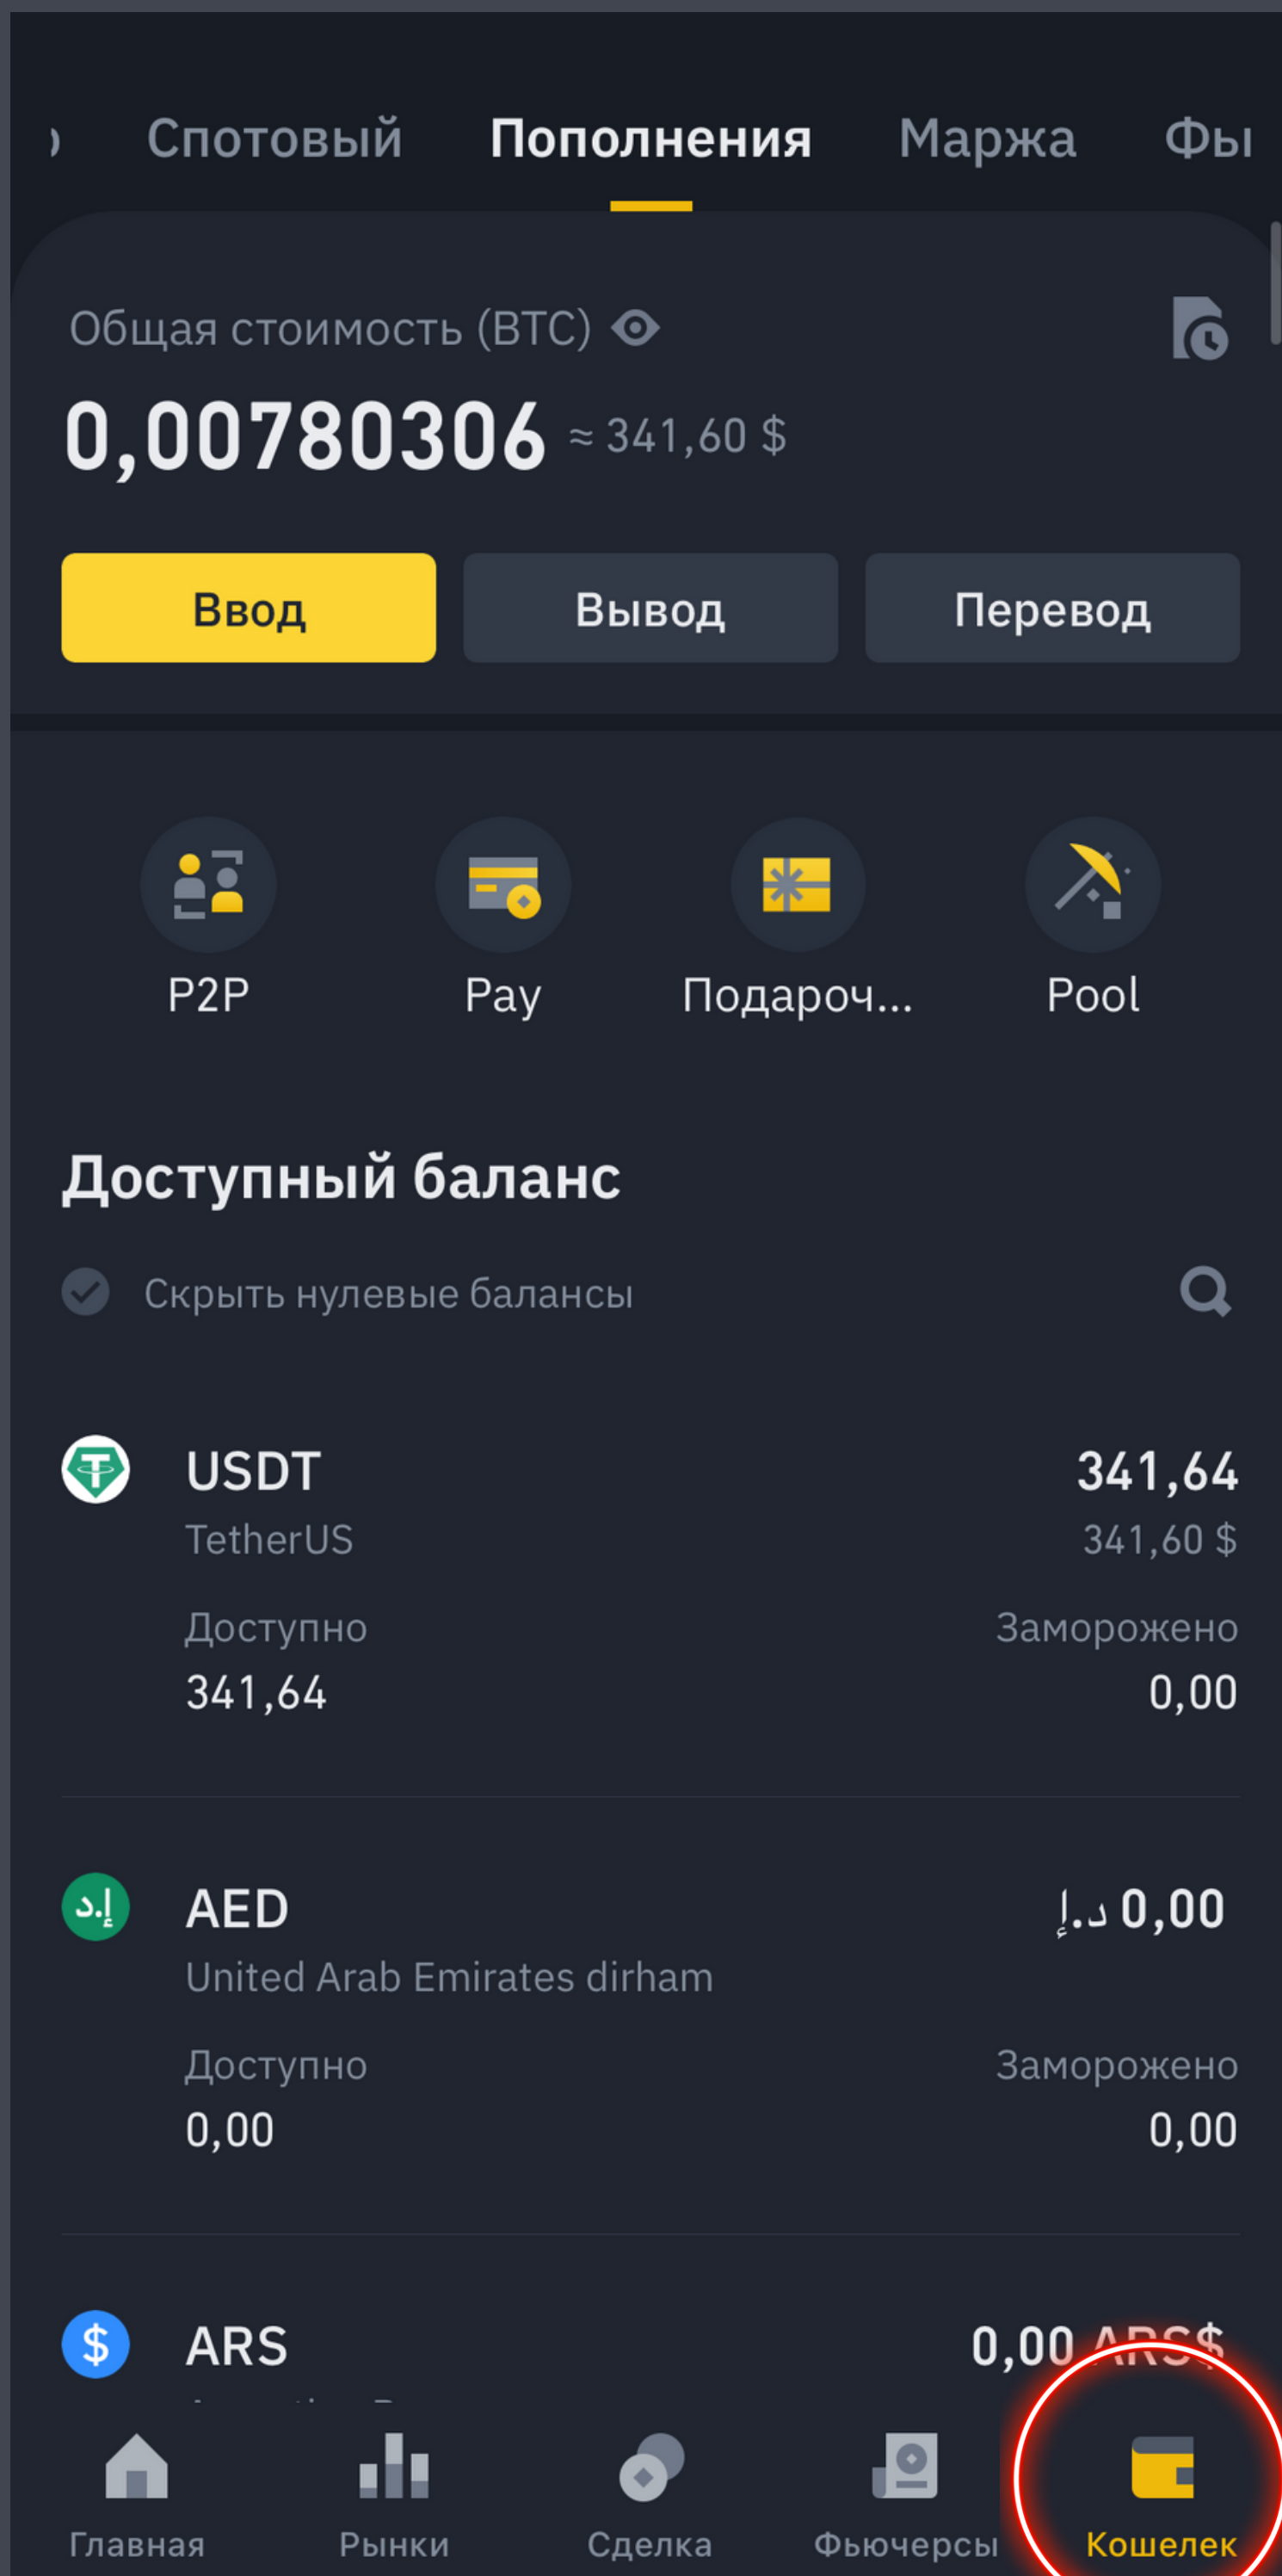 Спотовый Пополнения Маржа Фы
Общая стоимость (BTC)
0,00780306 ≈ 341,60 $
Ввод Вывод Перевод
P2P Pay Подароч... Pool
Доступный баланс
Скрыть нулевые балансы
USDT 341,64
TetherUS 341,60 $
Доступно Заморожено
341,64 0,00
إ.د AED 0,00 د.إ
United Arab Emirates dirham
Доступно Заморожено
0,00 0,00
$ ARS 0,00 ARS$
Главная Рынки Сделка Фьючерсы Кошелек